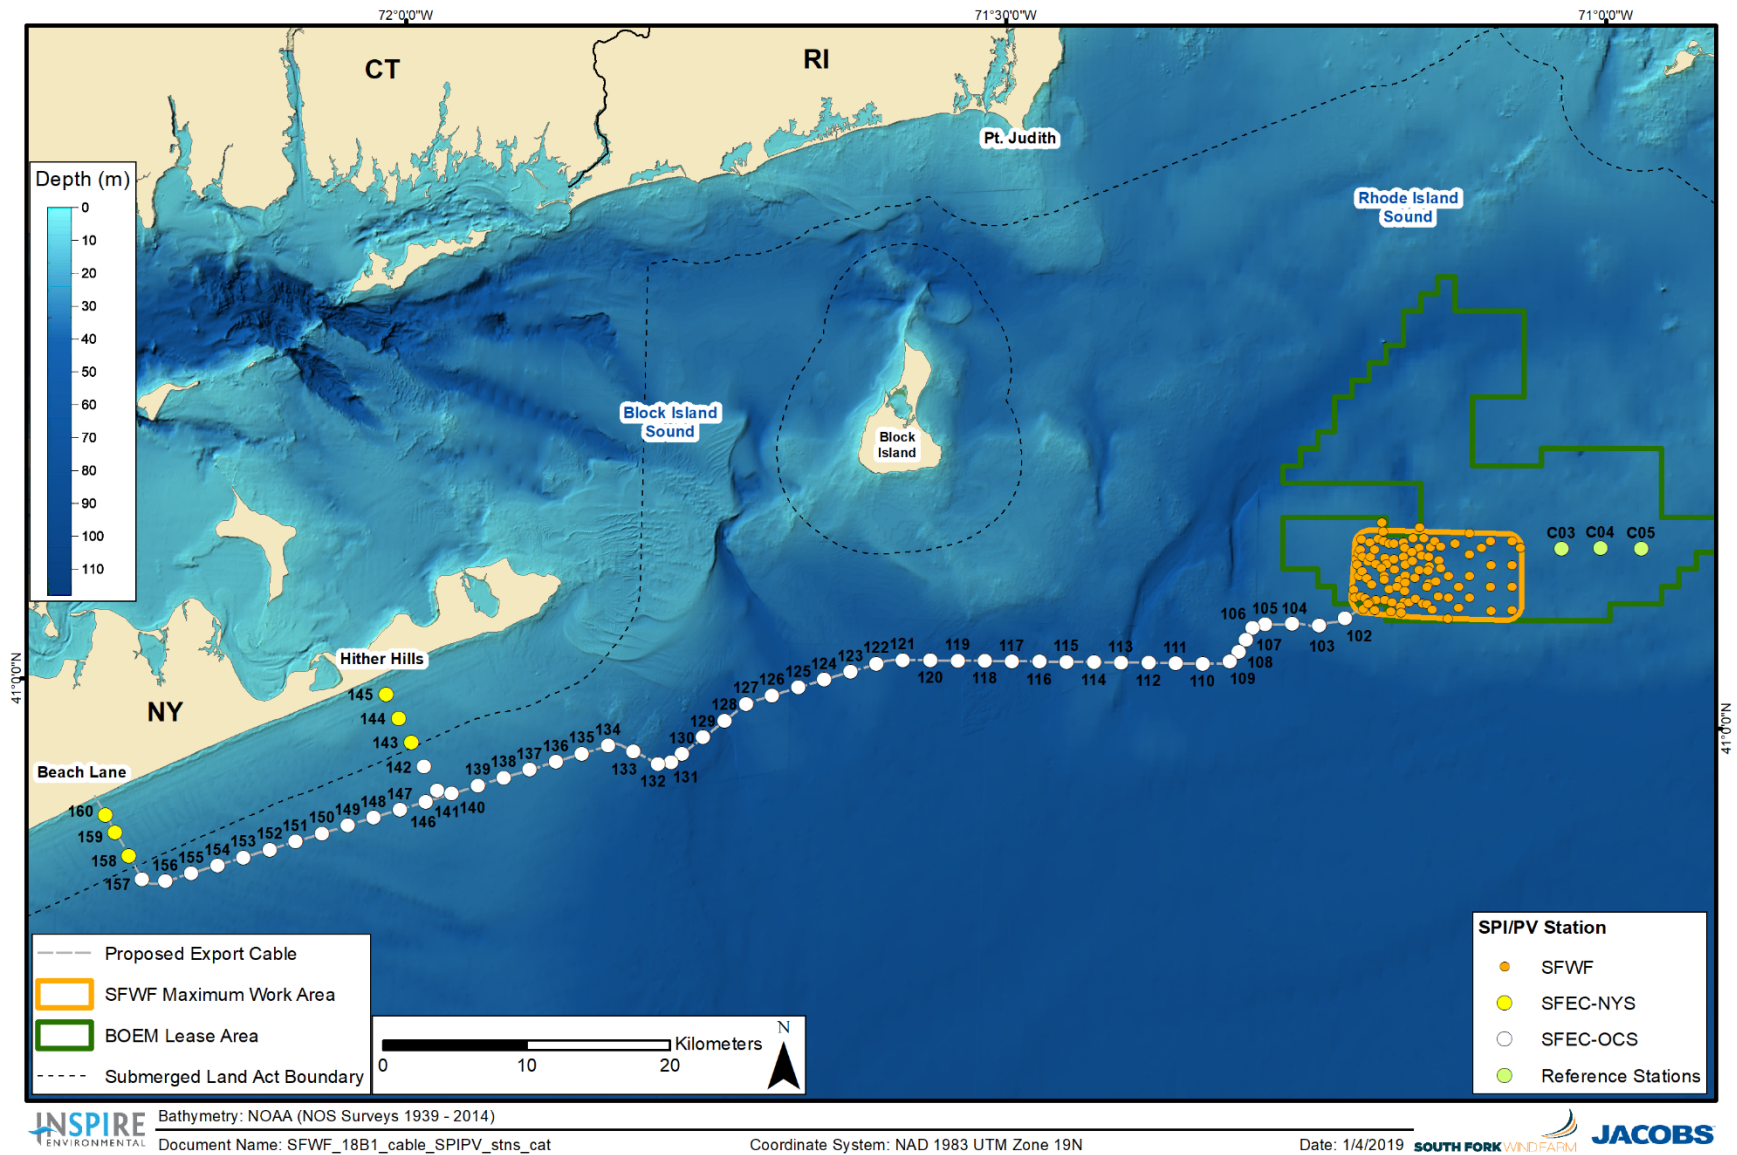 72°0'0"W
71°30'0"W
71°0'0"W
CT
RI
Pt. Judith
Depth (m)
0
10
20
30
40
50
60
70
80
90
100
110
Rhode Island
Sound
Block Island
Sound
Block
Island
C03
C04
C05
106
105
104
103
102
107
108
109
110
111
112
113
114
115
116
117
118
119
120
121
122
123
124
125
126
127
128
129
130
131
132
133
134
135
136
137
138
139
140
141
142
143
144
145
146
147
148
149
150
151
152
153
154
155
156
157
158
159
160
Hither Hills
NY
Beach Lane
41°0'0"N
41°0'0"N
Proposed Export Cable
SFWF Maximum Work Area
BOEM Lease Area
Submerged Land Act Boundary
0
10
20
Kilometers
N
SPI/PV Station
SFWF
SFEC-NYS
SFEC-OCS
Reference Stations
INSPIRE
ENVIRONMENTAL
Bathymetry: NOAA (NOS Surveys 1939 - 2014)
Document Name: SFWF_18B1_cable_SPIPV_stns_cat
Coordinate System: NAD 1983 UTM Zone 19N
Date: 1/4/2019
SOUTH FORK WIND FARM
JACOBS